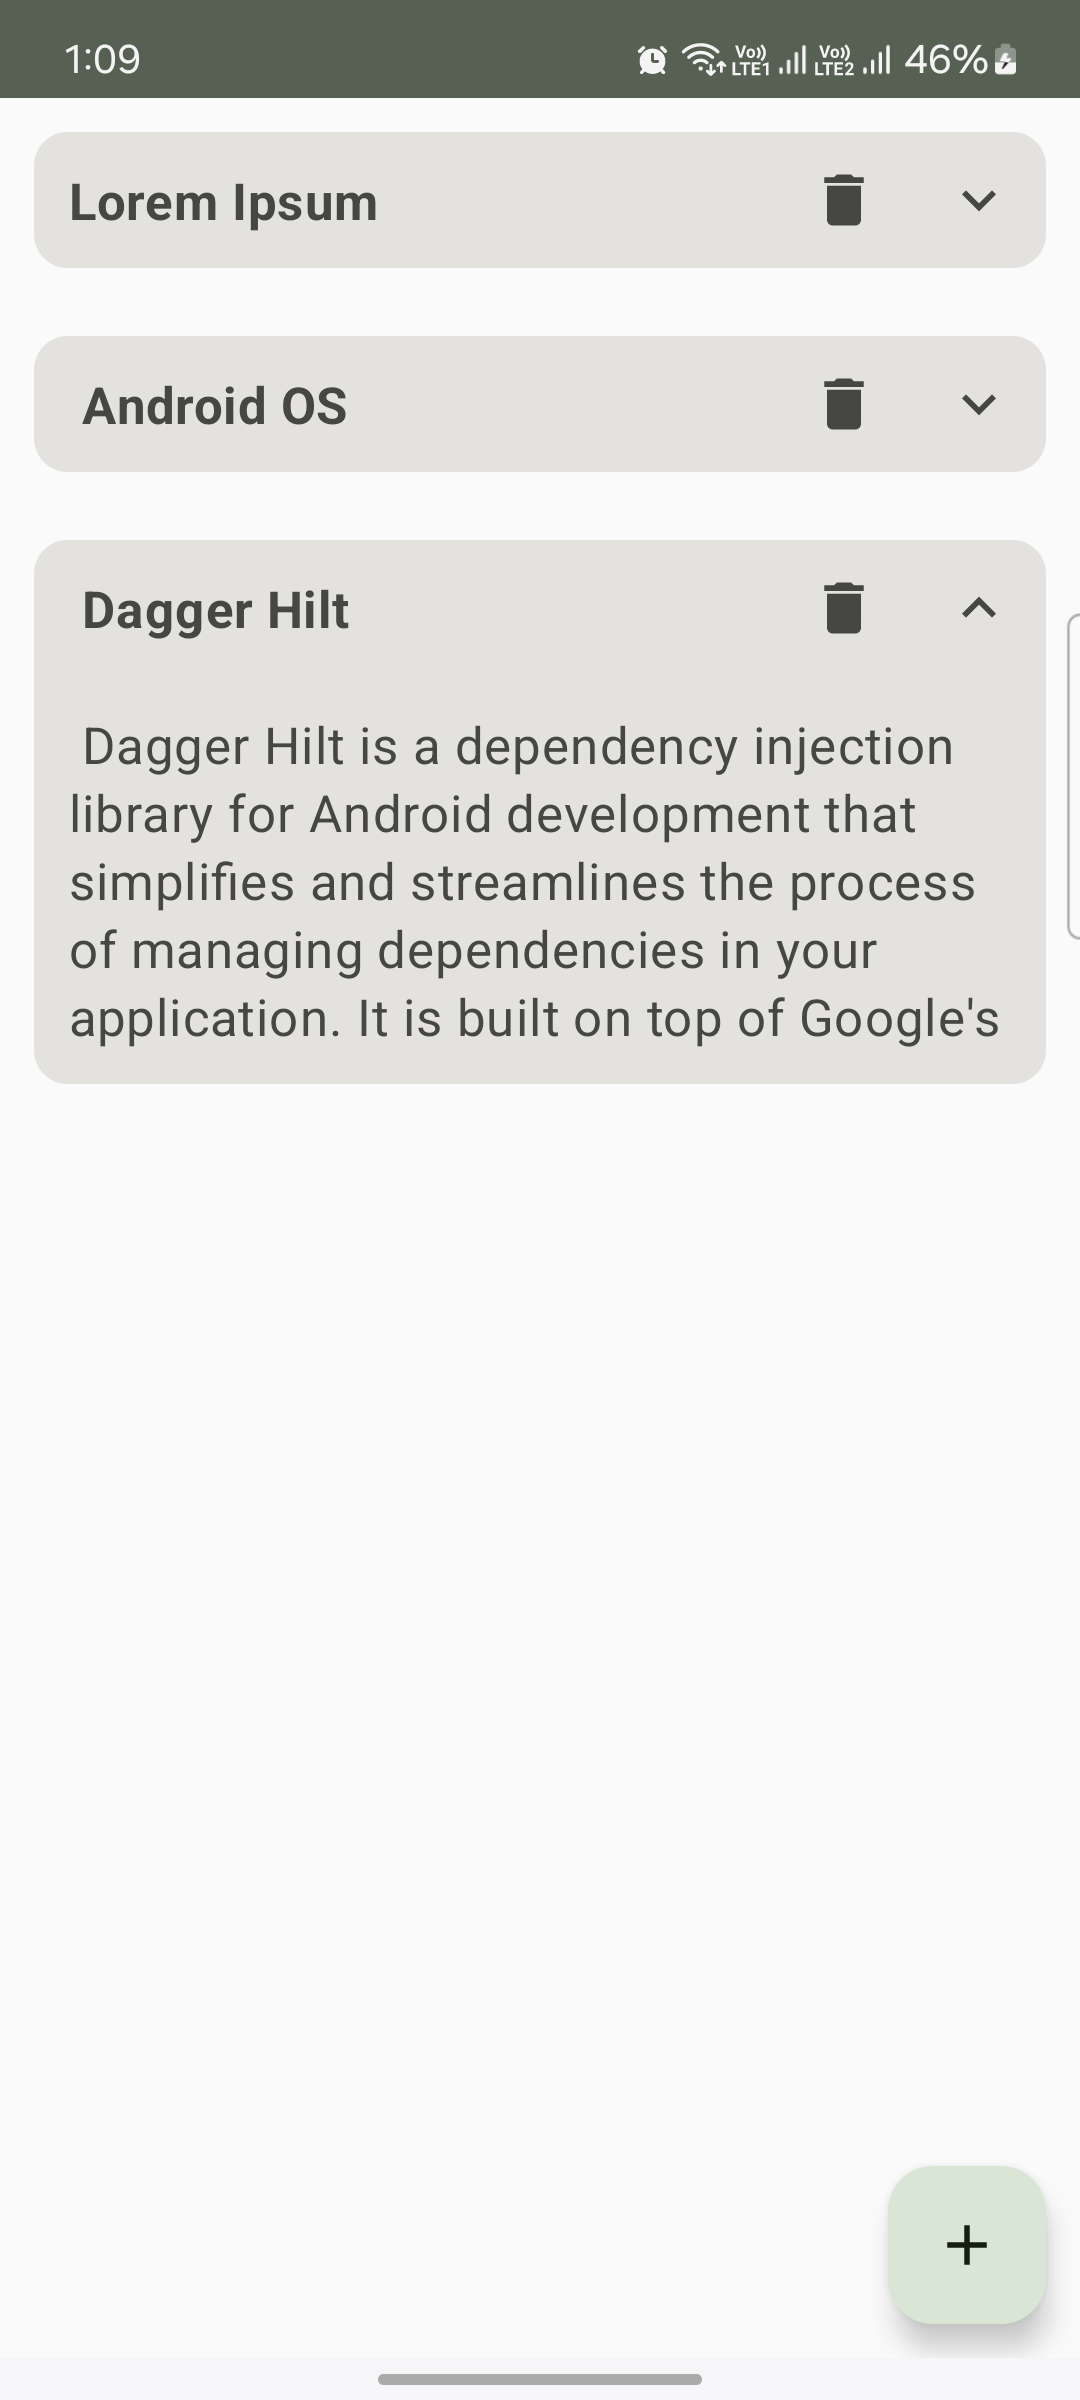 1:09
Vo)) LTE1
Vo)) LTE2
46%
Lorem Ipsum
Android OS
Dagger Hilt
Dagger Hilt is a dependency injection
library for Android development that
simplifies and streamlines the process
of managing dependencies in your
application. It is built on top of Google's